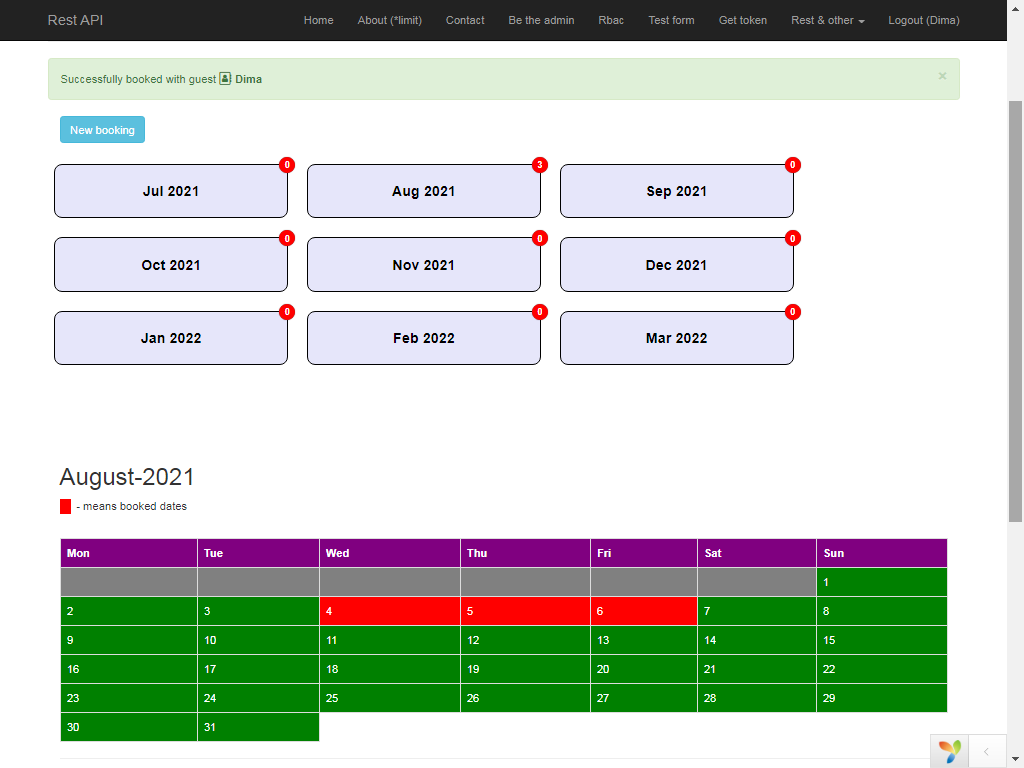 Rest API Home About (*limit) Contact Be the admin Rbac Test form Get token Rest & other Logout (Dima)
Successfully booked with guest Dima ×
New booking
0 3 0
Jul 2021 Aug 2021 Sep 2021
0 0 0
Oct 2021 Nov 2021 Dec 2021
0 0 0
Jan 2022 Feb 2022 Mar 2022
August-2021
- means booked dates
Mon Tue Wed Thu Fri Sat Sun
1
2 3 4 5 6 7 8
9 10 11 12 13 14 15
16 17 18 19 20 21 22
23 24 25 26 27 28 29
30 31